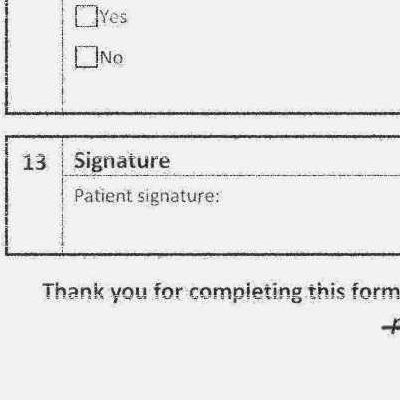 Yes
No
13 Signature
Patient signature:
Thank you for completing this form